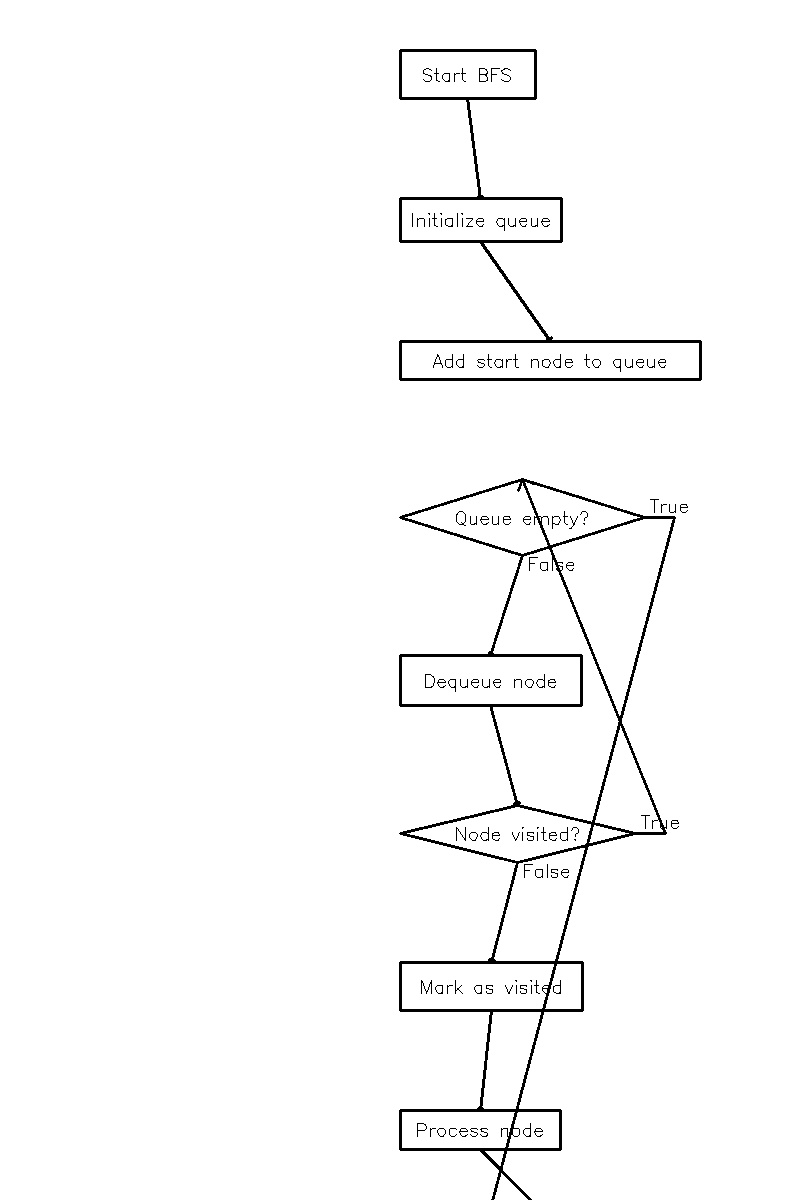 Start BFS
Initialize queue
Add start node to queue
True
Queue empty?
False
Dequeue node
True
Node visited?
False
Mark as visited
Process node